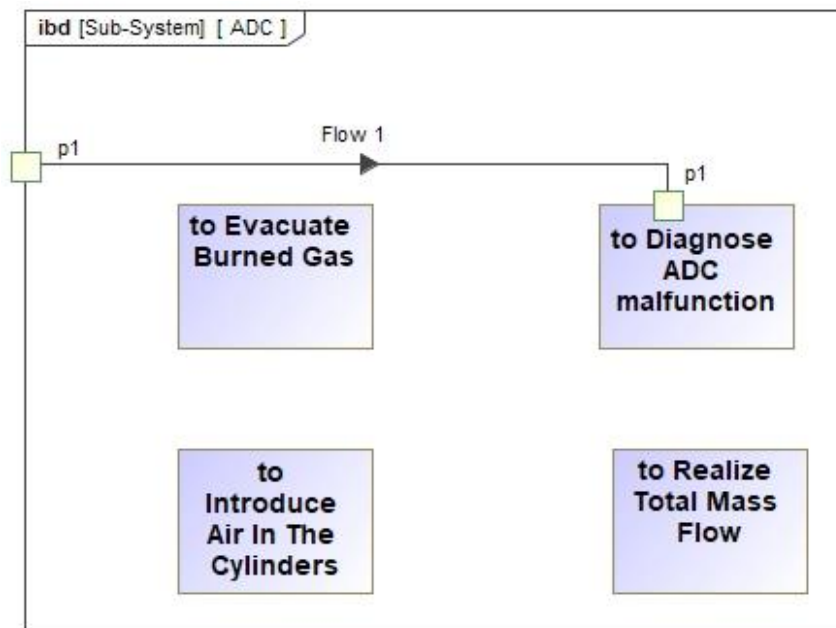 ibd [Sub-System] [ ADC ]
Flow 1
p1
p1
to Evacuate
Burned Gas
to Diagnose
ADC
malfunction
to
Introduce
Air In The
Cylinders
to Realize
Total Mass
Flow